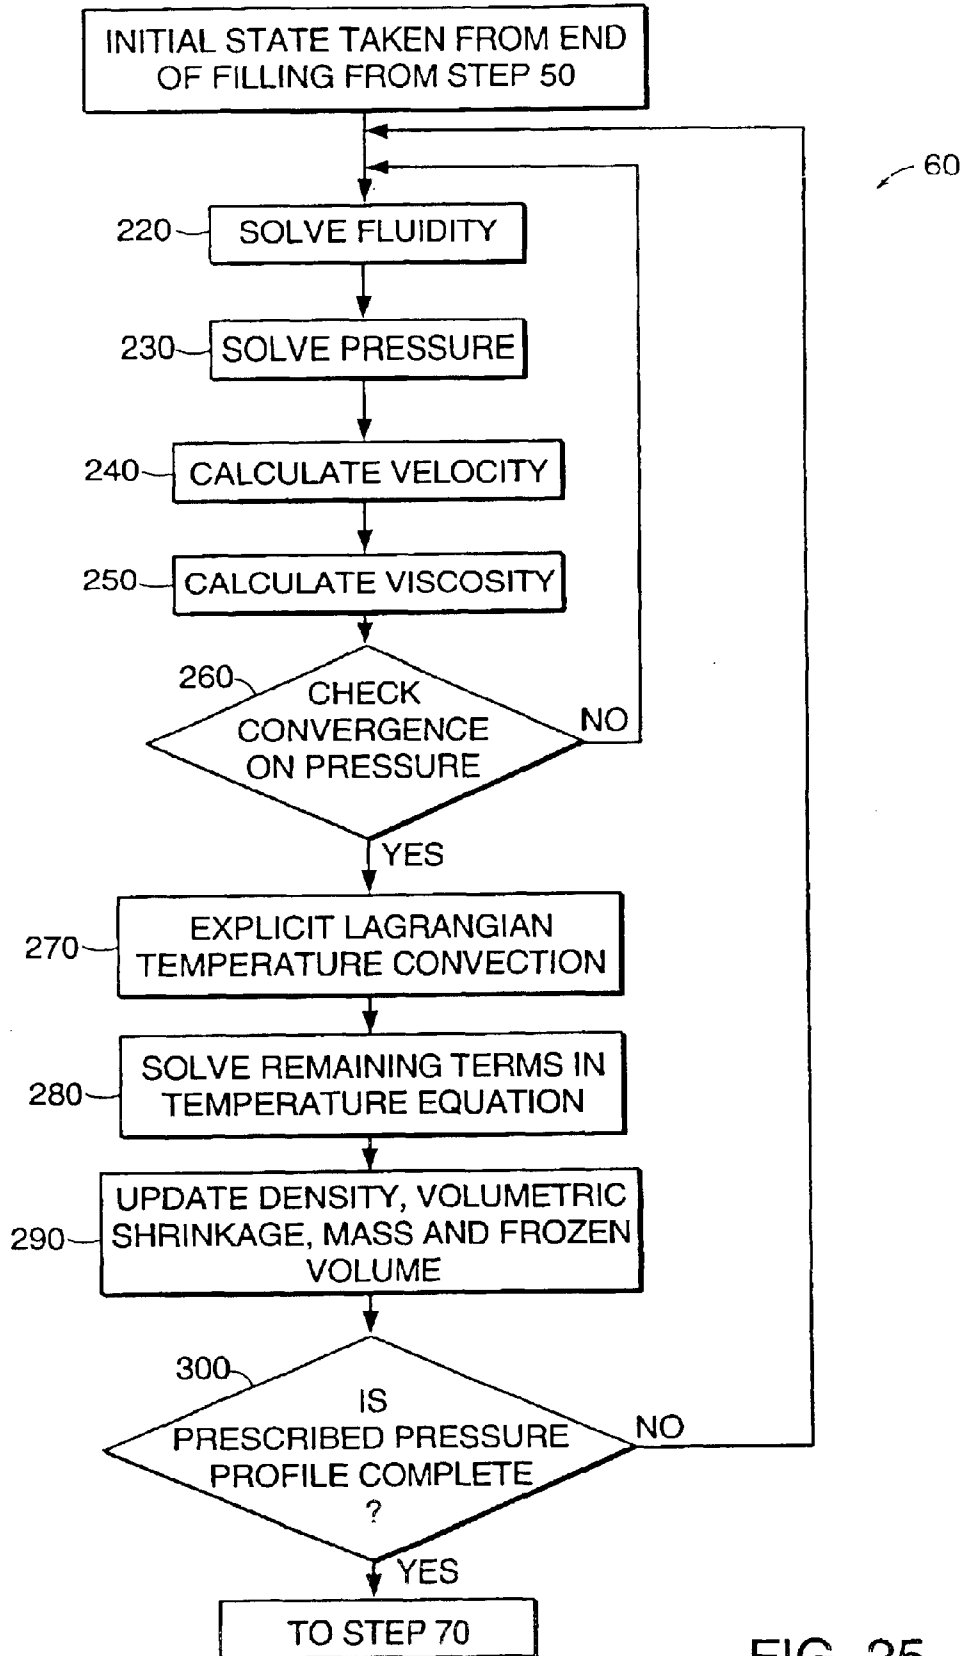 INITIAL STATE TAKEN FROM END
OF FILLING FROM STEP 50
60
220
SOLVE FLUIDITY
230
SOLVE PRESSURE
240
CALCULATE VELOCITY
250
CALCULATE VISCOSITY
260
CHECK
CONVERGENCE
ON PRESSURE
NO
YES
270
EXPLICIT LAGRANGIAN
TEMPERATURE CONVECTION
280
SOLVE REMAINING TERMS IN
TEMPERATURE EQUATION
290
UPDATE DENSITY, VOLUMETRIC
SHRINKAGE, MASS AND FROZEN
VOLUME
300
IS
PRESCRIBED PRESSURE
PROFILE COMPLETE
?
NO
YES
TO STEP 70
FIG. 25